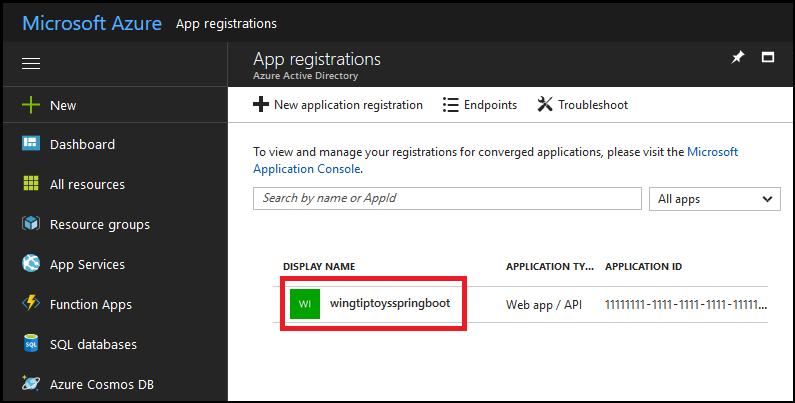 Microsoft Azure App registrations
App registrations
Azure Active Directory
New
Dashboard
All resources
Resource groups
App Services
Function Apps
SQL databases
Azure Cosmos DB
New application registration Endpoints Troubleshoot
To view and manage your registrations for converged applications, please visit the Microsoft
Application Console.
Search by name or AppId All apps
DISPLAY NAME APPLICATION TY... APPLICATION ID
WI wingtiptoysspringboot Web app / API 11111111-1111-1111-1111-11111...